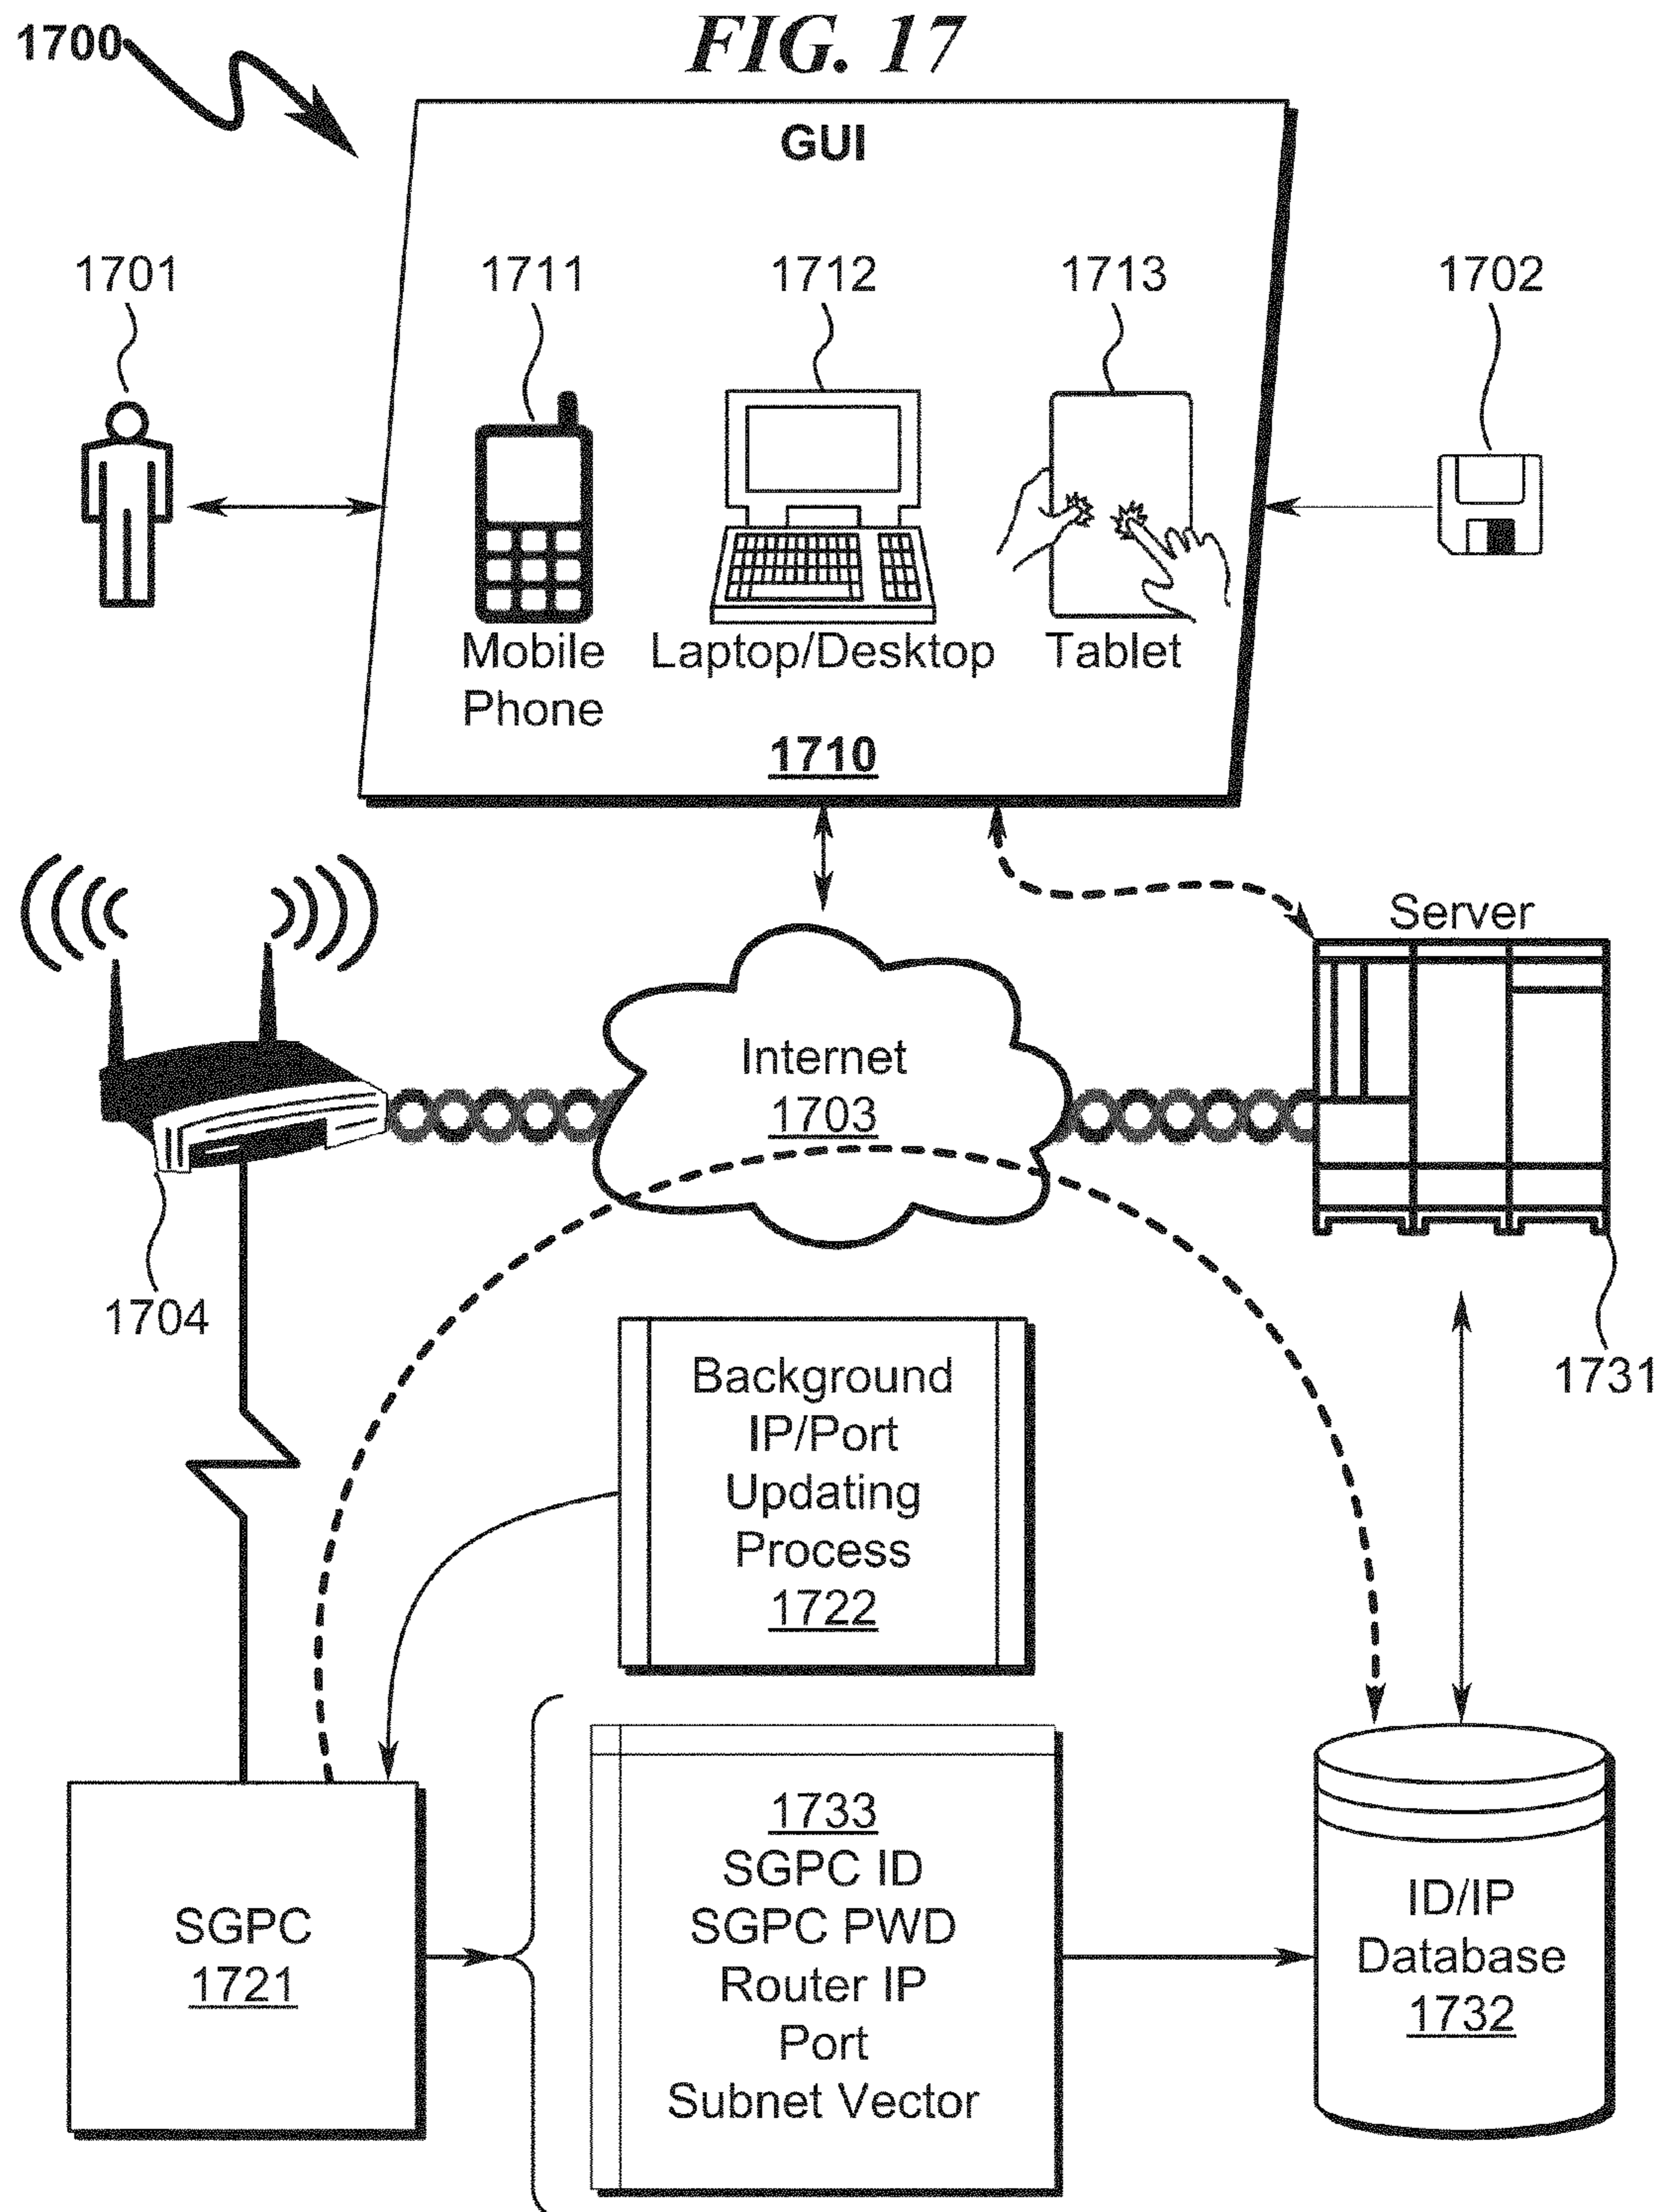 FIG. 17
1700
GUI
1701
1711
1712
1713
1702
Mobile
Phone
Laptop/Desktop
Tablet
1710
Server
Internet
1703
1704
1731
Background
IP/Port
Updating
Process
1722
1733
SGPC ID
SGPC PWD
Router IP
Port
Subnet Vector
SGPC
1721
ID/IP
Database
1732